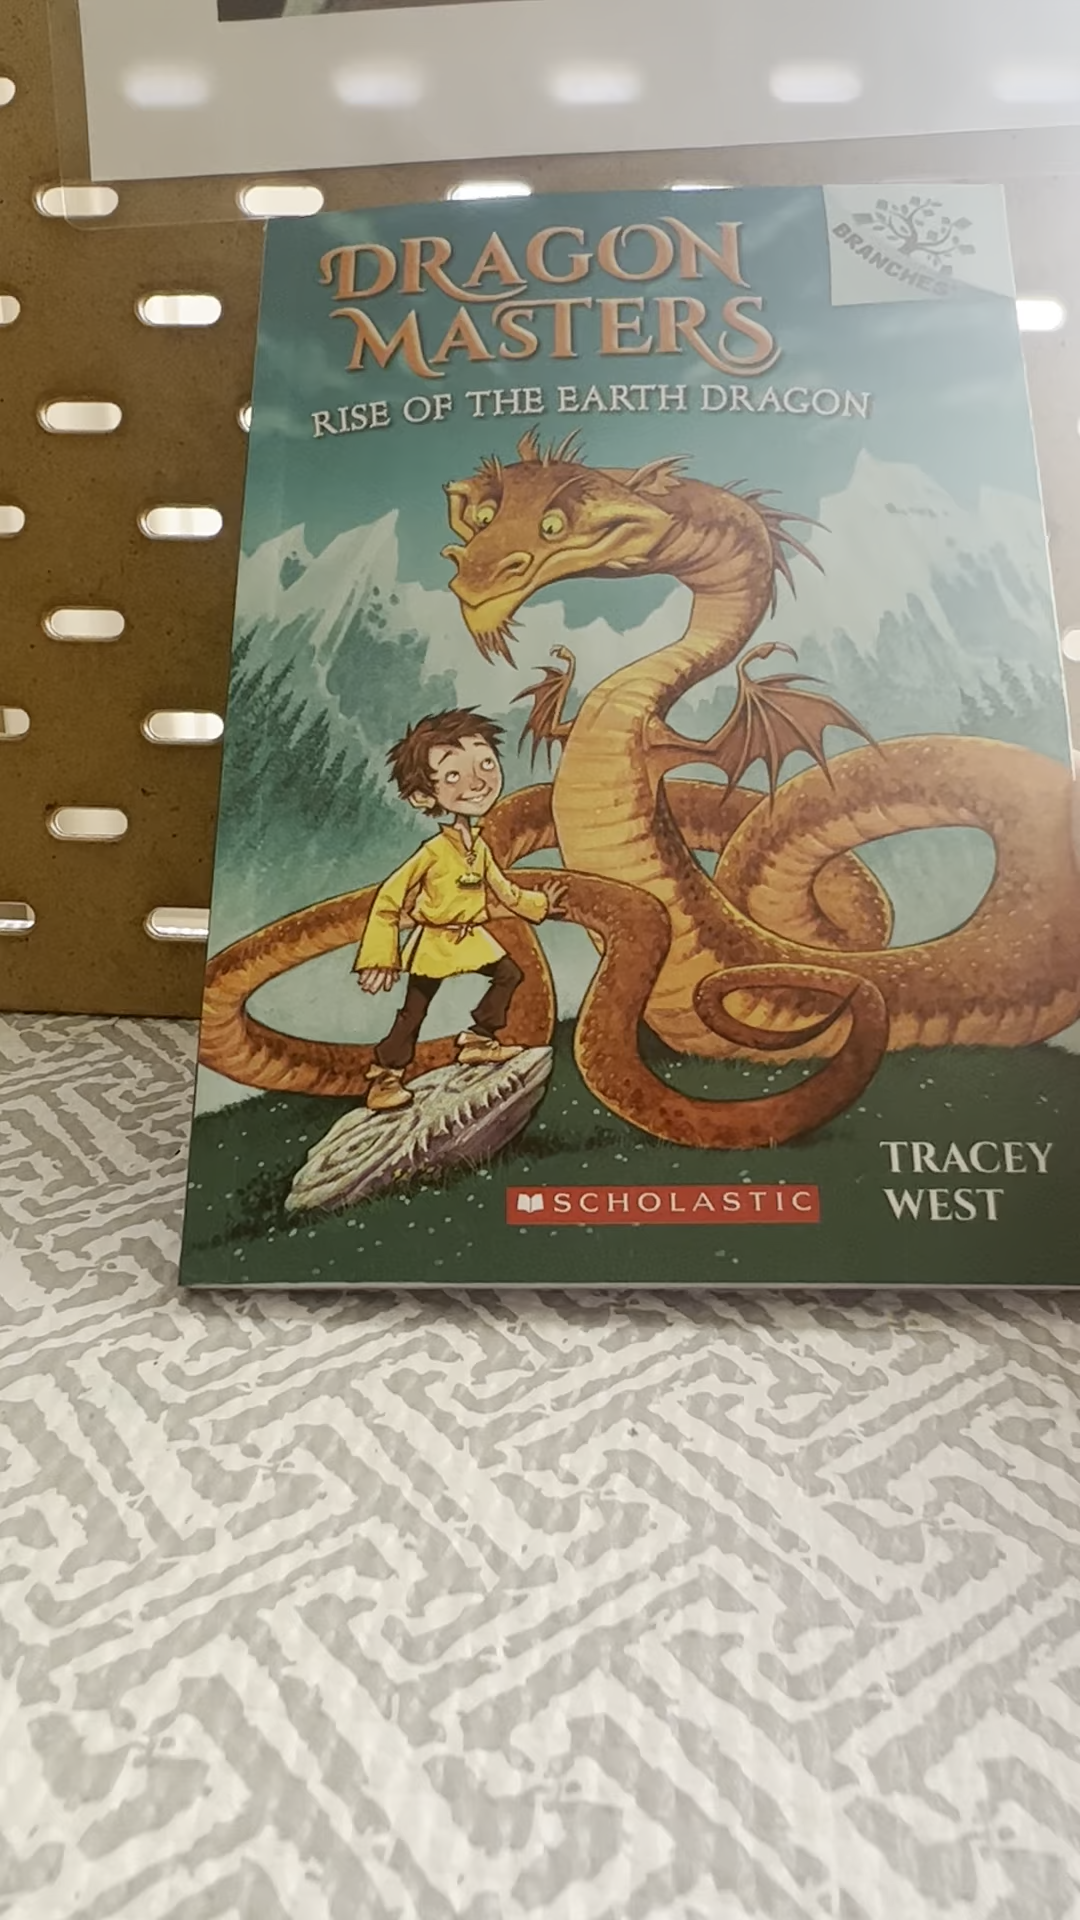 BRANCHES
DRAGON
MASTERS
RISE OF THE EARTH DRAGON
TRACEY
WEST
SCHOLASTIC